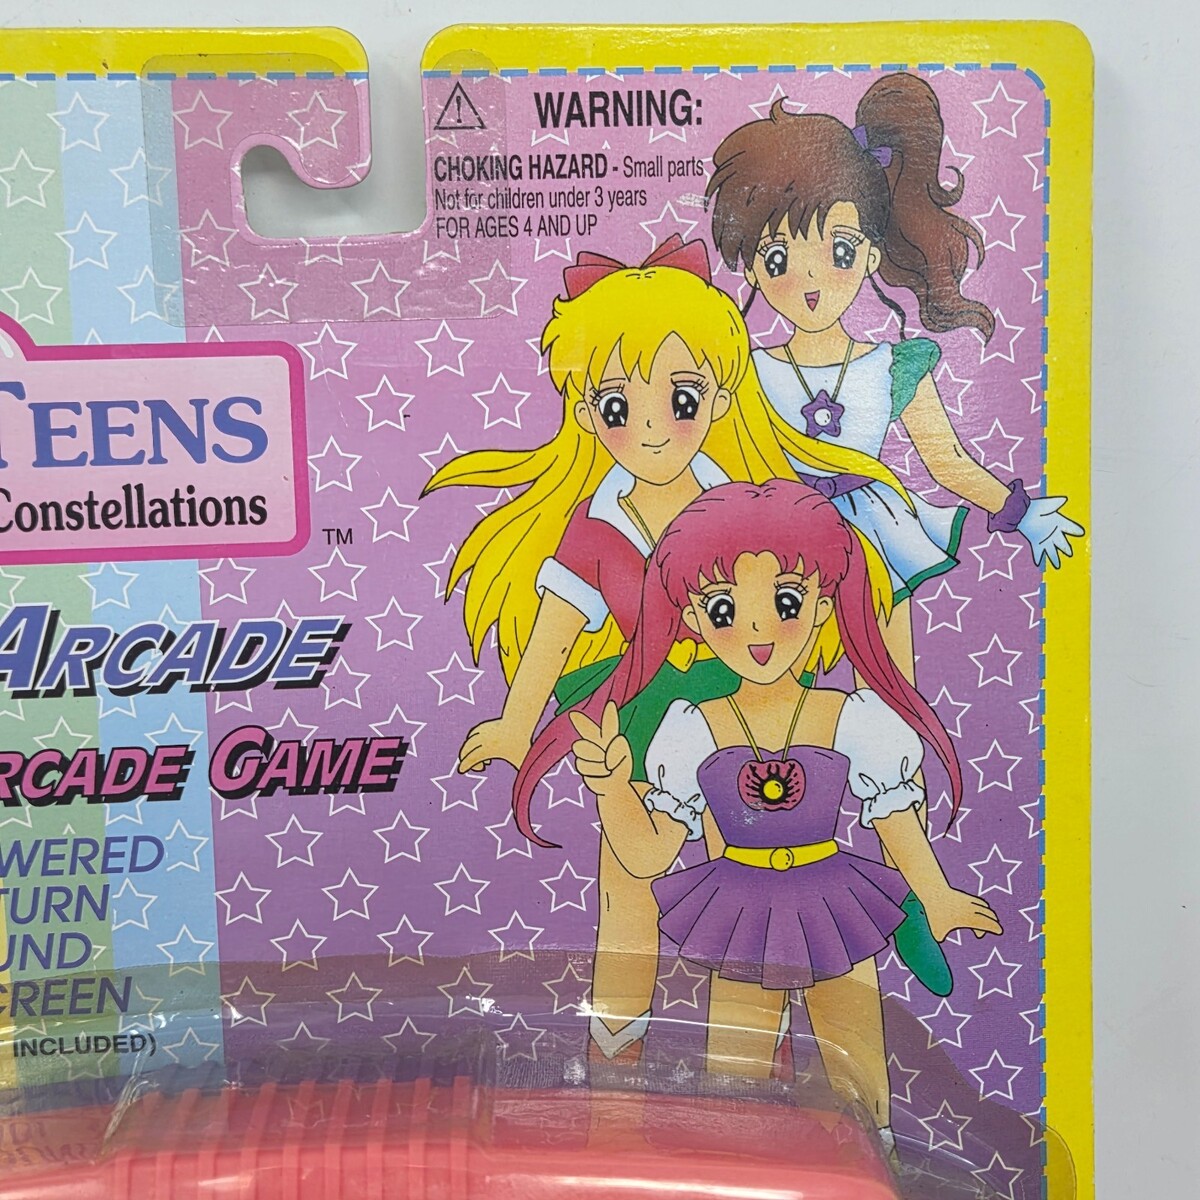 WARNING:
CHOKING HAZARD - Small parts
Not for children under 3 years
FOR AGES 4 AND UP
TEENS
Constellations
TM
ARCADE
RCADE GAME
WERED
TURN
UND
CREEN
INCLUDED)